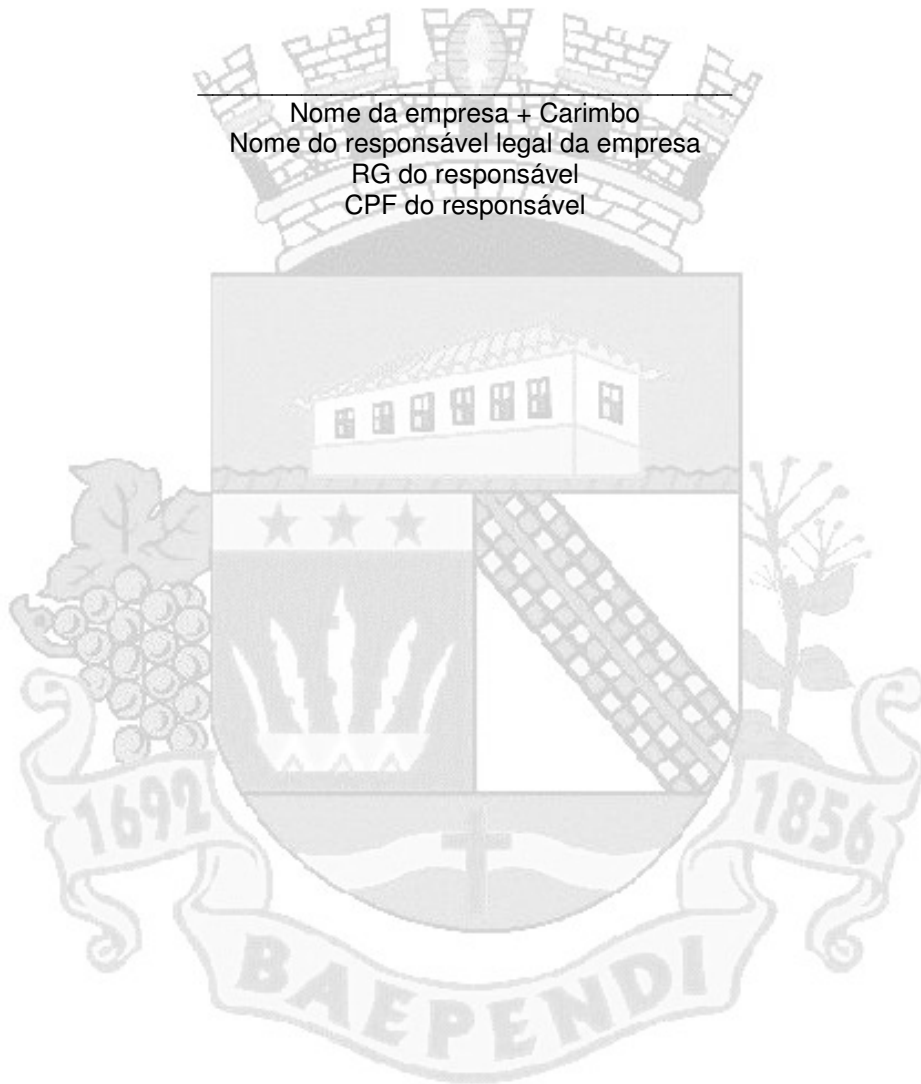 Nome da empresa + Carimbo
Nome do responsável legal da empresa
RG do responsável
CPF do responsável
1692
1856
BAEPENDI